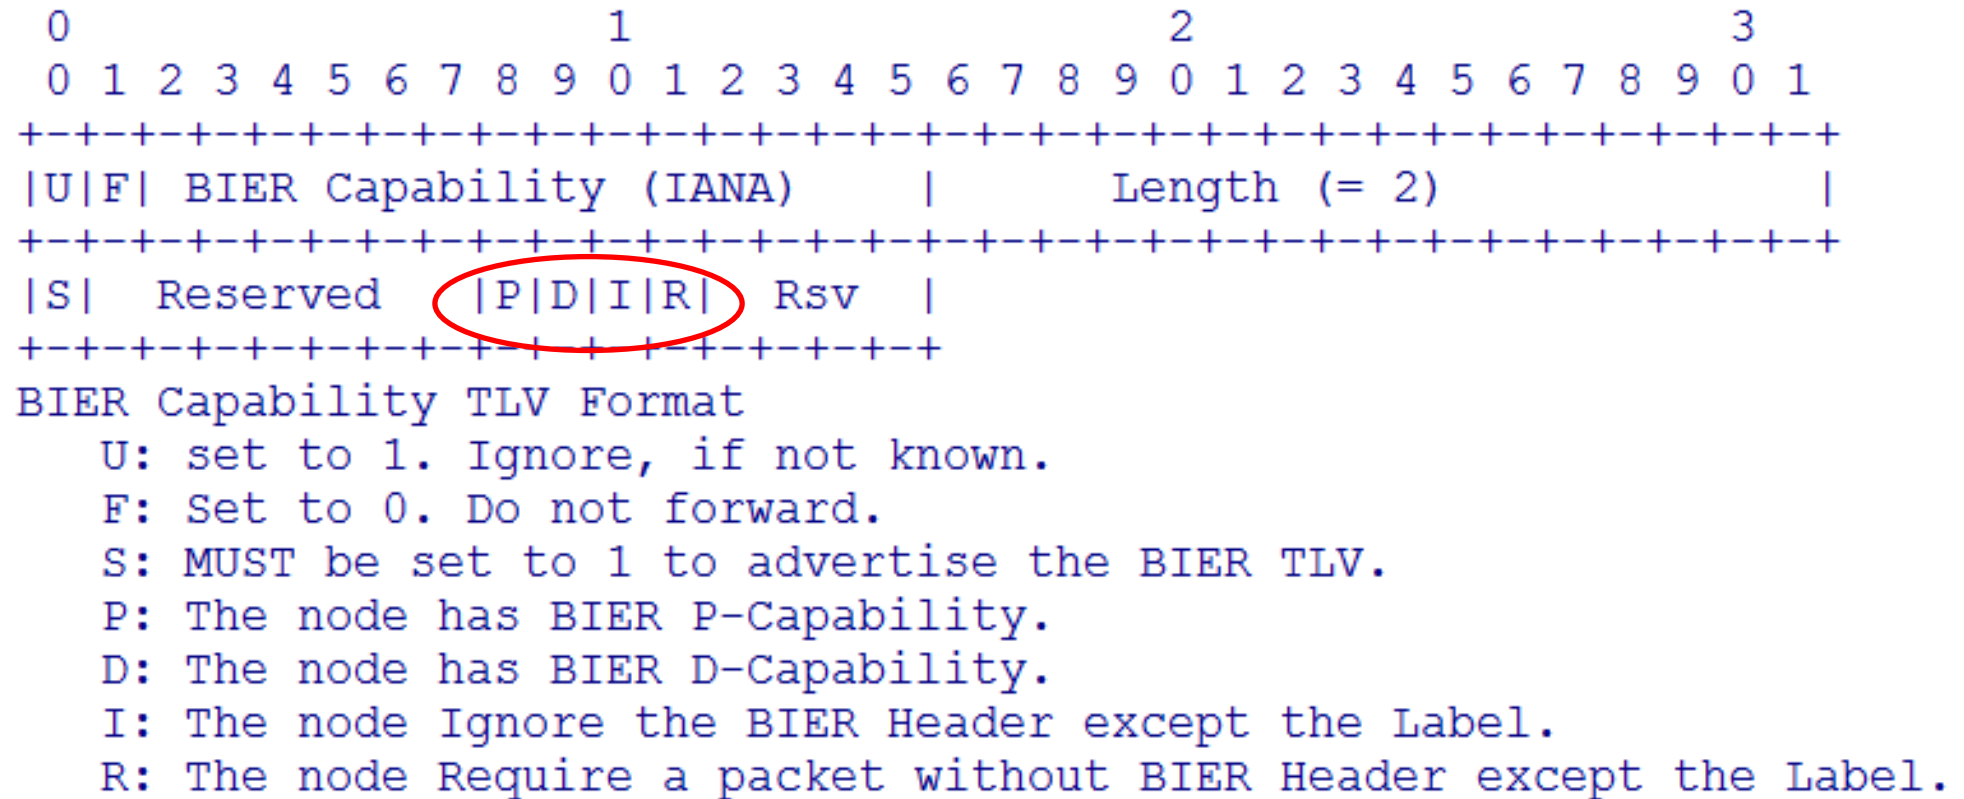 0                   1                   2                   3
 0 1 2 3 4 5 6 7 8 9 0 1 2 3 4 5 6 7 8 9 0 1 2 3 4 5 6 7 8 9 0 1
+-+-+-+-+-+-+-+-+-+-+-+-+-+-+-+-+-+-+-+-+-+-+-+-+-+-+-+-+-+-+-+-+
|U|F| BIER Capability (IANA)    |      Length (= 2)             |
+-+-+-+-+-+-+-+-+-+-+-+-+-+-+-+-+-+-+-+-+-+-+-+-+-+-+-+-+-+-+-+-+
|S|  Reserved   |P|D|I|R|  Rsv  |
+-+-+-+-+-+-+-+-+-+-+-+-+-+-+-+-+
BIER Capability TLV Format
   U: set to 1. Ignore, if not known.
   F: Set to 0. Do not forward.
   S: MUST be set to 1 to advertise the BIER TLV.
   P: The node has BIER P-Capability.
   D: The node has BIER D-Capability.
   I: The node Ignore the BIER Header except the Label.
   R: The node Require a packet without BIER Header except the Label.